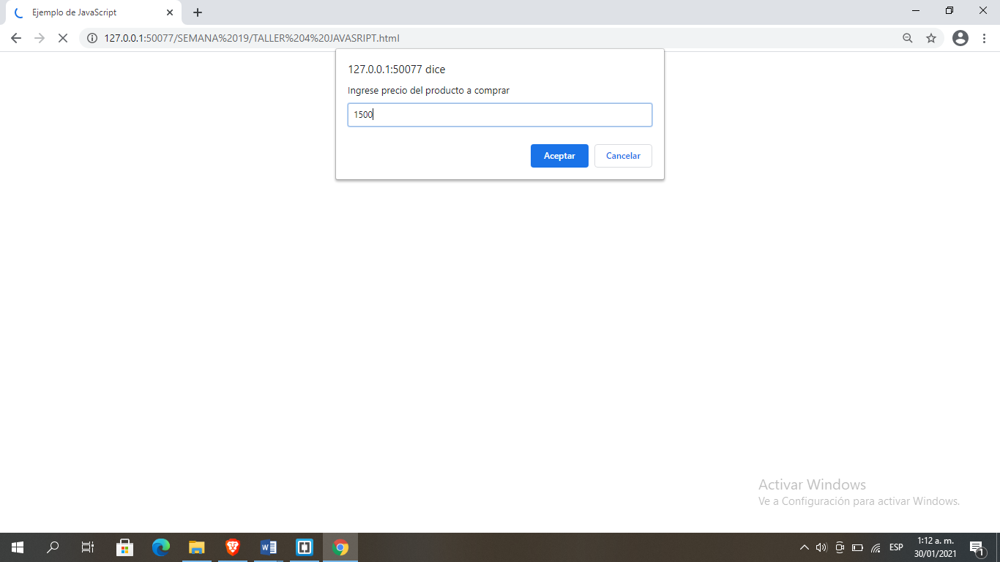 Ejemplo de JavaScript
127.0.0.1:50077/SEMANA%2019/TALLER%204%20JAVASRIPT.html
127.0.0.1:50077 dice
Ingrese precio del producto a comprar
1500
Aceptar Cancelar
Activar Windows
Ve a Configuración para activar Windows.
W
ESP
1:12 a. m.
30/01/2021
1